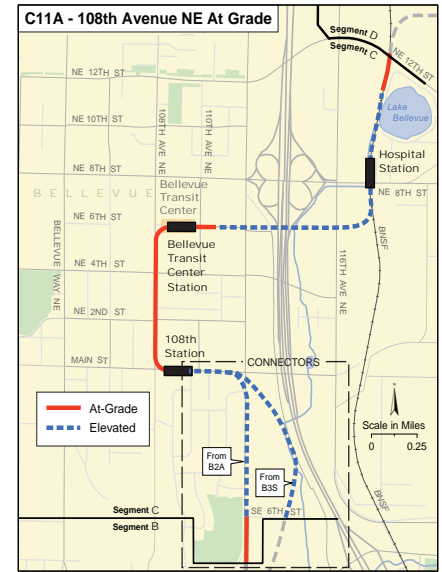 C11A - 108th Avenue NE At Grade
Segment D
Segment C
NE 12TH ST
NE 12TH ST
Lake
Bellevue
NE 10TH ST
108TH AVE NE
110TH AVE NE
Hospital
Station
NE 8TH ST
NE 8TH ST
BELLEVUE
Bellevue
Transit
Center
NE 6TH ST
BNSF
BELLEVUE WAY NE
Bellevue
Transit
Center
Station
116TH AVE NE
NE 4TH ST
NE 2ND ST
108th
Station
MAIN ST
CONNECTORS
At-Grade
Elevated
Scale in Miles
0 0.25
From
B2A
From
B3S
BNSF
Segment C
Segment B
SE 6TH ST